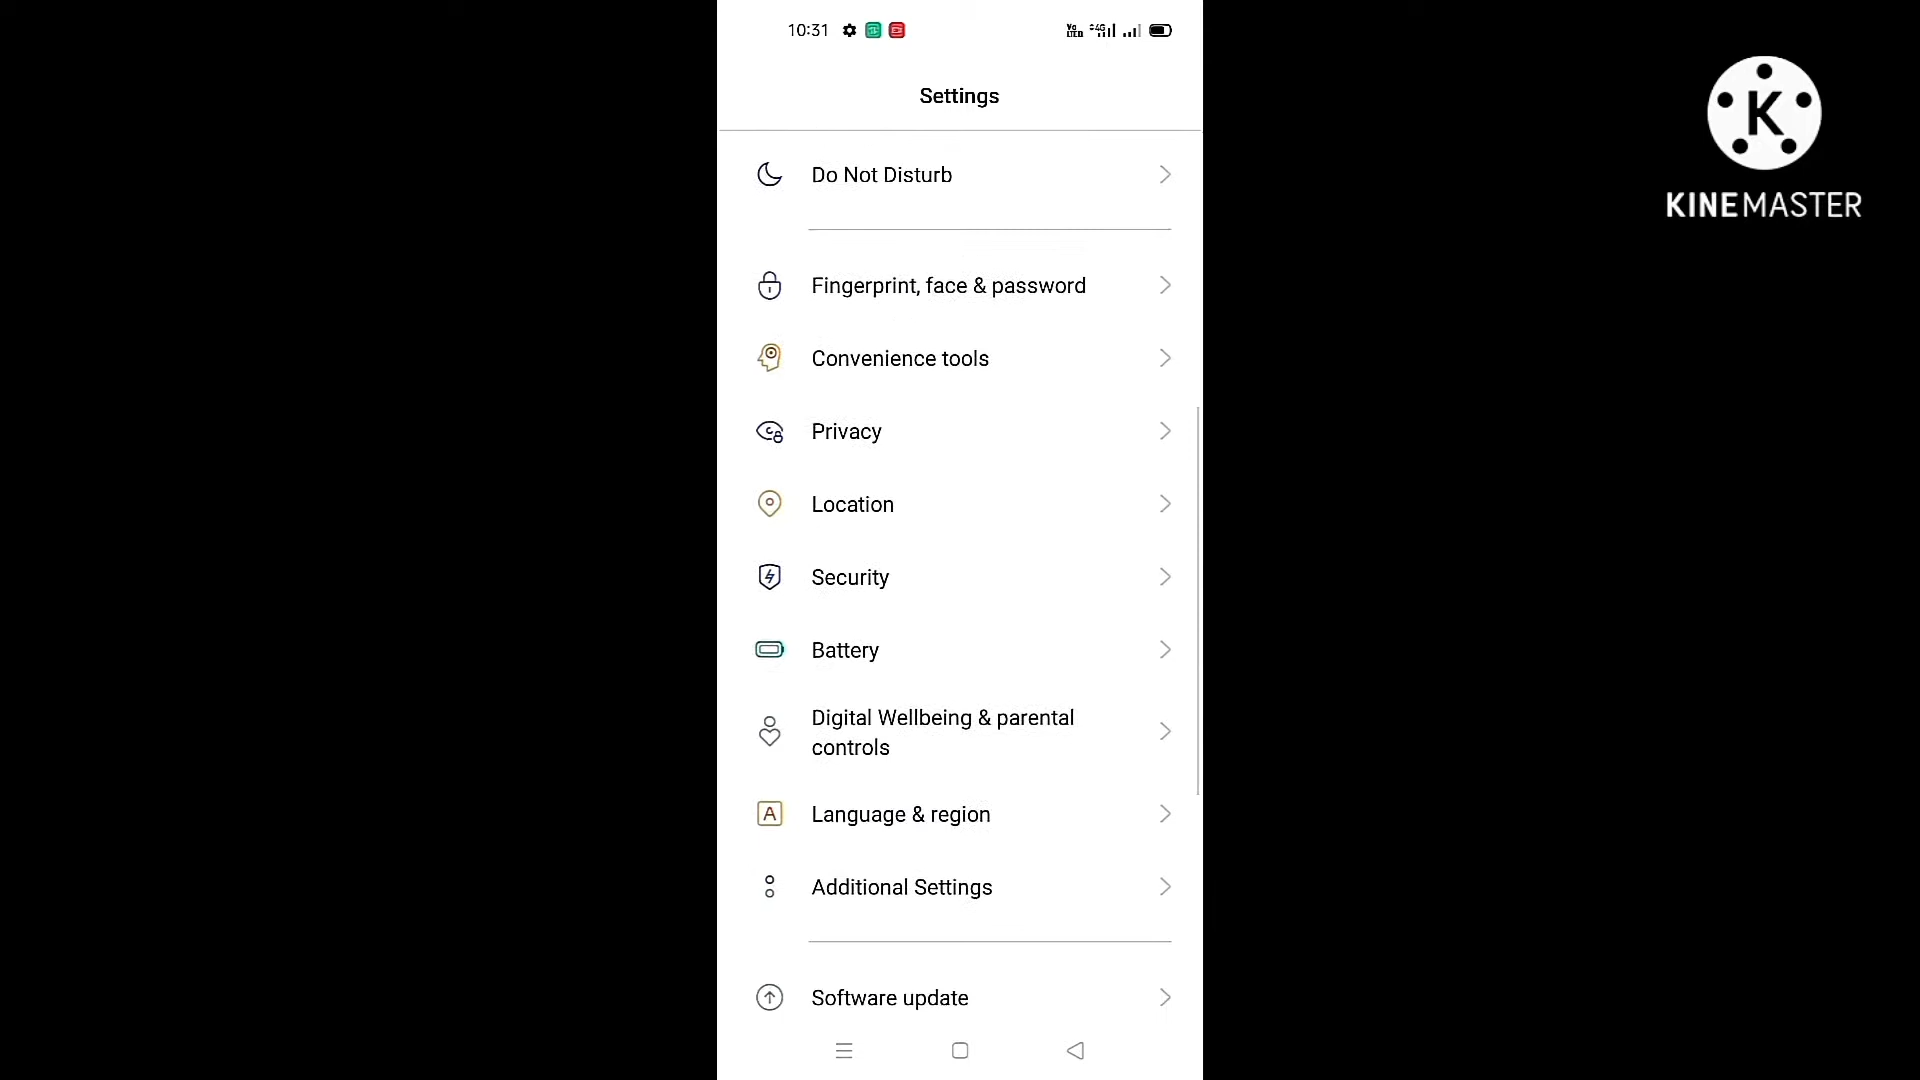 10:31
Settings
K
KINEMASTER
Do Not Disturb
Fingerprint, face & password
Convenience tools
Privacy
Location
Security
Battery
Digital Wellbeing & parental
controls
A
Language & region
Additional Settings
Software update